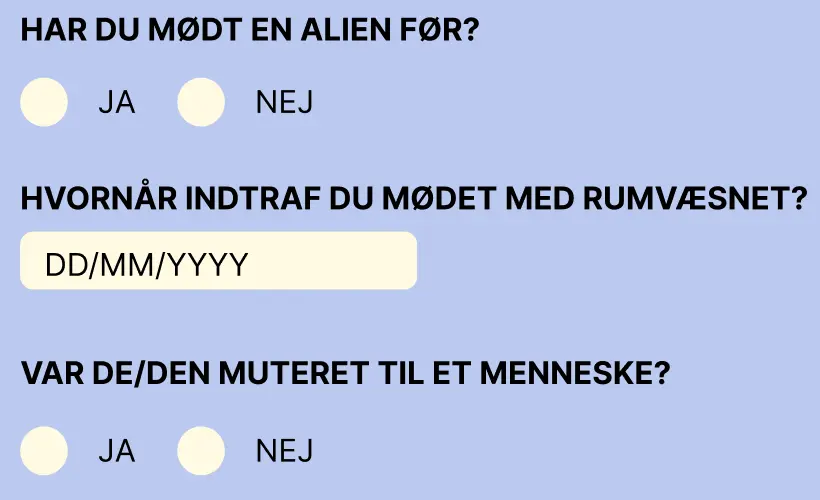 HAR DU MØDT EN ALIEN FØR?
JA NEJ
HVORNÅR INDTRAF DU MØDET MED RUMVÆSNET?
DD/MM/YYYY
VAR DE/DEN MUTERET TIL ET MENNESKE?
JA NEJ